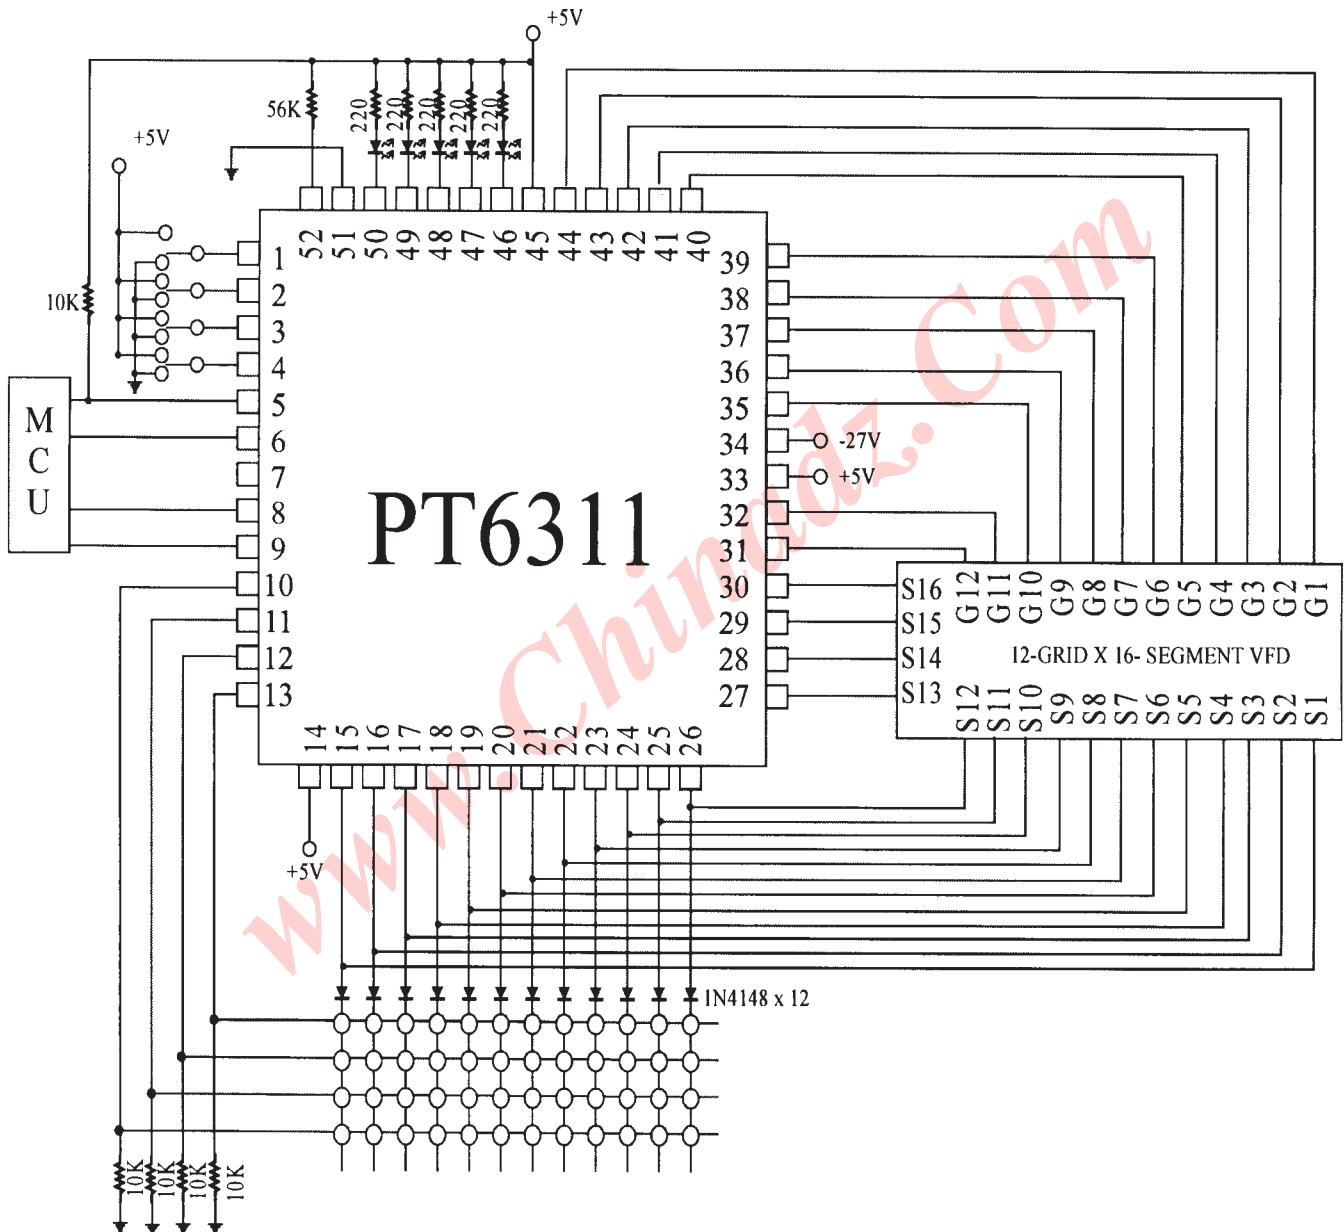 +5V
56K
220
220
220
220
220
+5V
10K
52
51
50
49
48
47
46
45
44
43
42
41
40
1
2
3
4
5
6
7
8
9
10
11
12
13
39
38
37
36
35
34
33
32
31
30
29
28
27
-27V
+5V
M
C
U
PT6311
G12
G11
G10
G9
G8
G7
G6
G5
G4
G3
G2
G1
S16
S15
S14
S13
12-GRID X 16- SEGMENT VFD
S12
S11
S10
S9
S8
S7
S6
S5
S4
S3
S2
S1
14
15
16
17
18
19
20
21
22
23
24
25
26
+5V
1N4148 x 12
10K
10K
10K
10K
www.Chinadz.Com